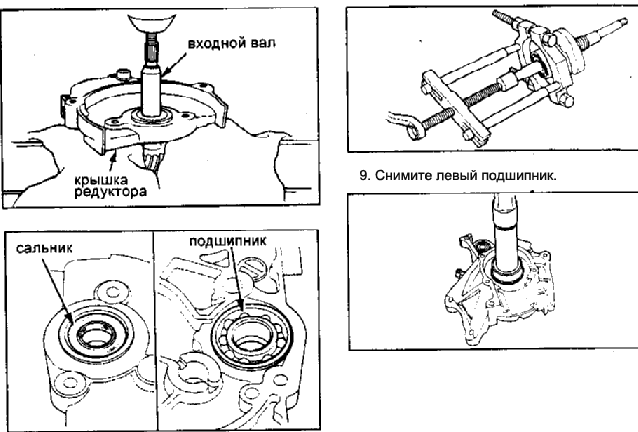 входной вал
крышка
редуктора
сальник
подшипник
9. Снимите левый подшипник.